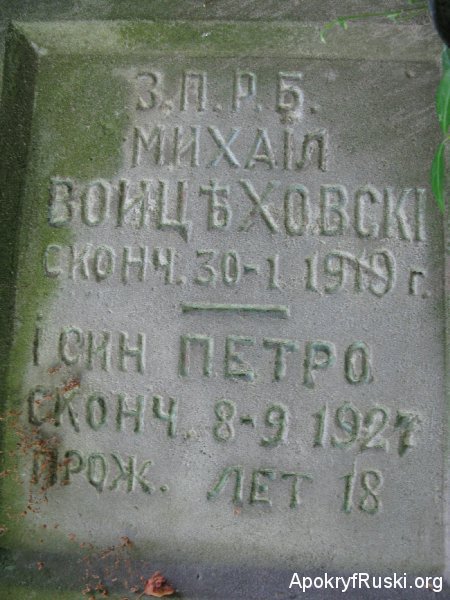 З.П.Р.Б.
МИХАІЛ
ВОИЦѢХОВСКІ
СКОНЧ. 30-1 1919 г.
І СИН ПЕТРО
СКОНЧ. 8-9 1927
ПРОЖ. ЛЕТ 18
ApokryfRuski.org